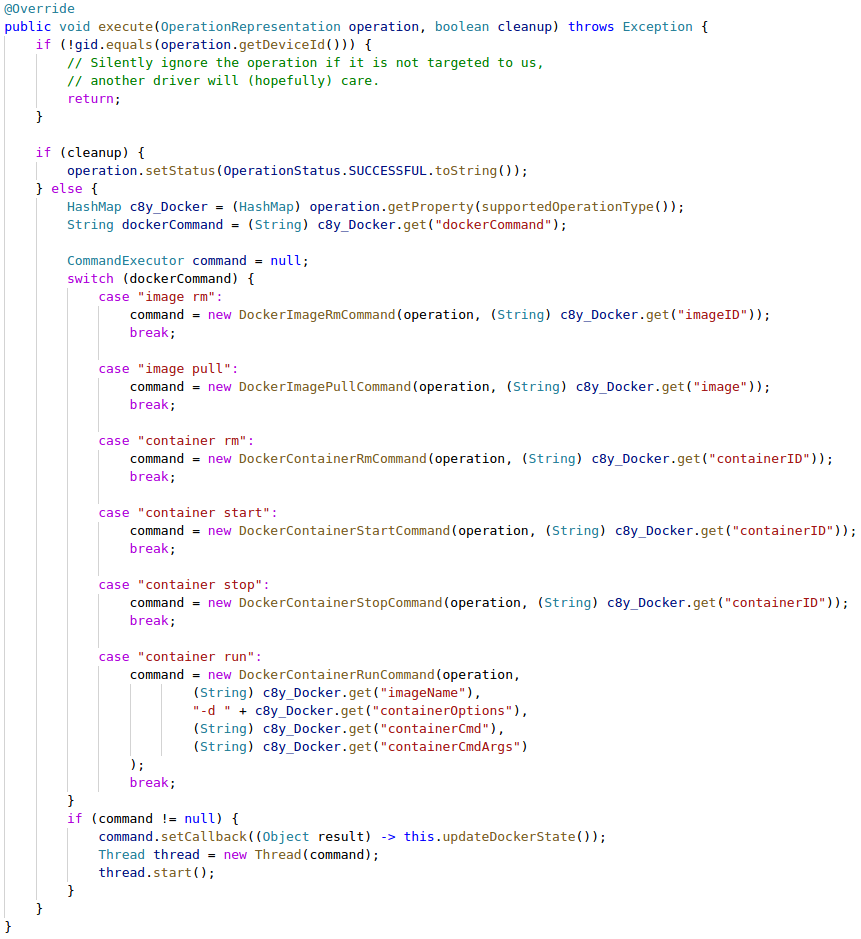 @Override
public void execute(OperationRepresentation operation, boolean cleanup) throws Exception {
    if (!gid.equals(operation.getDeviceId())) {
        // Silently ignore the operation if it is not targeted to us,
        // another driver will (hopefully) care.
        return;
    }

    if (cleanup) {
        operation.setStatus(OperationStatus.SUCCESSFUL.toString());
    } else {
        HashMap c8y_Docker = (HashMap) operation.getProperty(supportedOperationType());
        String dockerCommand = (String) c8y_Docker.get("dockerCommand");

        CommandExecutor command = null;
        switch (dockerCommand) {
            case "image rm":
                command = new DockerImageRmCommand(operation, (String) c8y_Docker.get("imageID"));
                break;

            case "image pull":
                command = new DockerImagePullCommand(operation, (String) c8y_Docker.get("image"));
                break;

            case "container rm":
                command = new DockerContainerRmCommand(operation, (String) c8y_Docker.get("containerID"));
                break;

            case "container start":
                command = new DockerContainerStartCommand(operation, (String) c8y_Docker.get("containerID"));
                break;

            case "container stop":
                command = new DockerContainerStopCommand(operation, (String) c8y_Docker.get("containerID"));
                break;

            case "container run":
                command = new DockerContainerRunCommand(operation,
                        (String) c8y_Docker.get("imageName"),
                        "-d " + c8y_Docker.get("containerOptions"),
                        (String) c8y_Docker.get("containerCmd"),
                        (String) c8y_Docker.get("containerCmdArgs")
                );
                break;
        }
        if (command != null) {
            command.setCallback((Object result) -> this.updateDockerState());
            Thread thread = new Thread(command);
            thread.start();
        }
    }
}